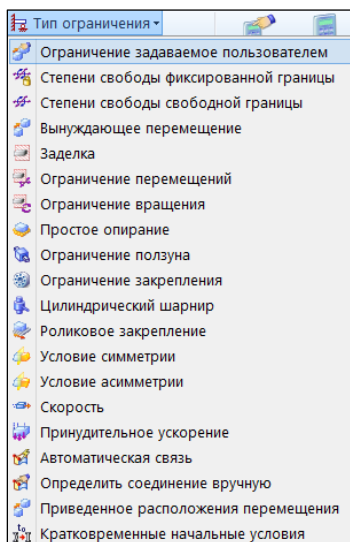 Тип ограничения
Ограничение задаваемое пользователем
Степени свободы фиксированной границы
Степени свободы свободной границы
Вынуждающее перемещение
Заделка
Ограничение перемещений
Ограничение вращения
Простое опирание
Ограничение ползуна
Ограничение закрепления
Цилиндрический шарнир
Роликовое закрепление
Условие симметрии
Условие асимметрии
Скорость
Принудительное ускорение
Автоматическая связь
Определить соединение вручную
Приведенное расположения перемещения
Кратковременные начальные условия